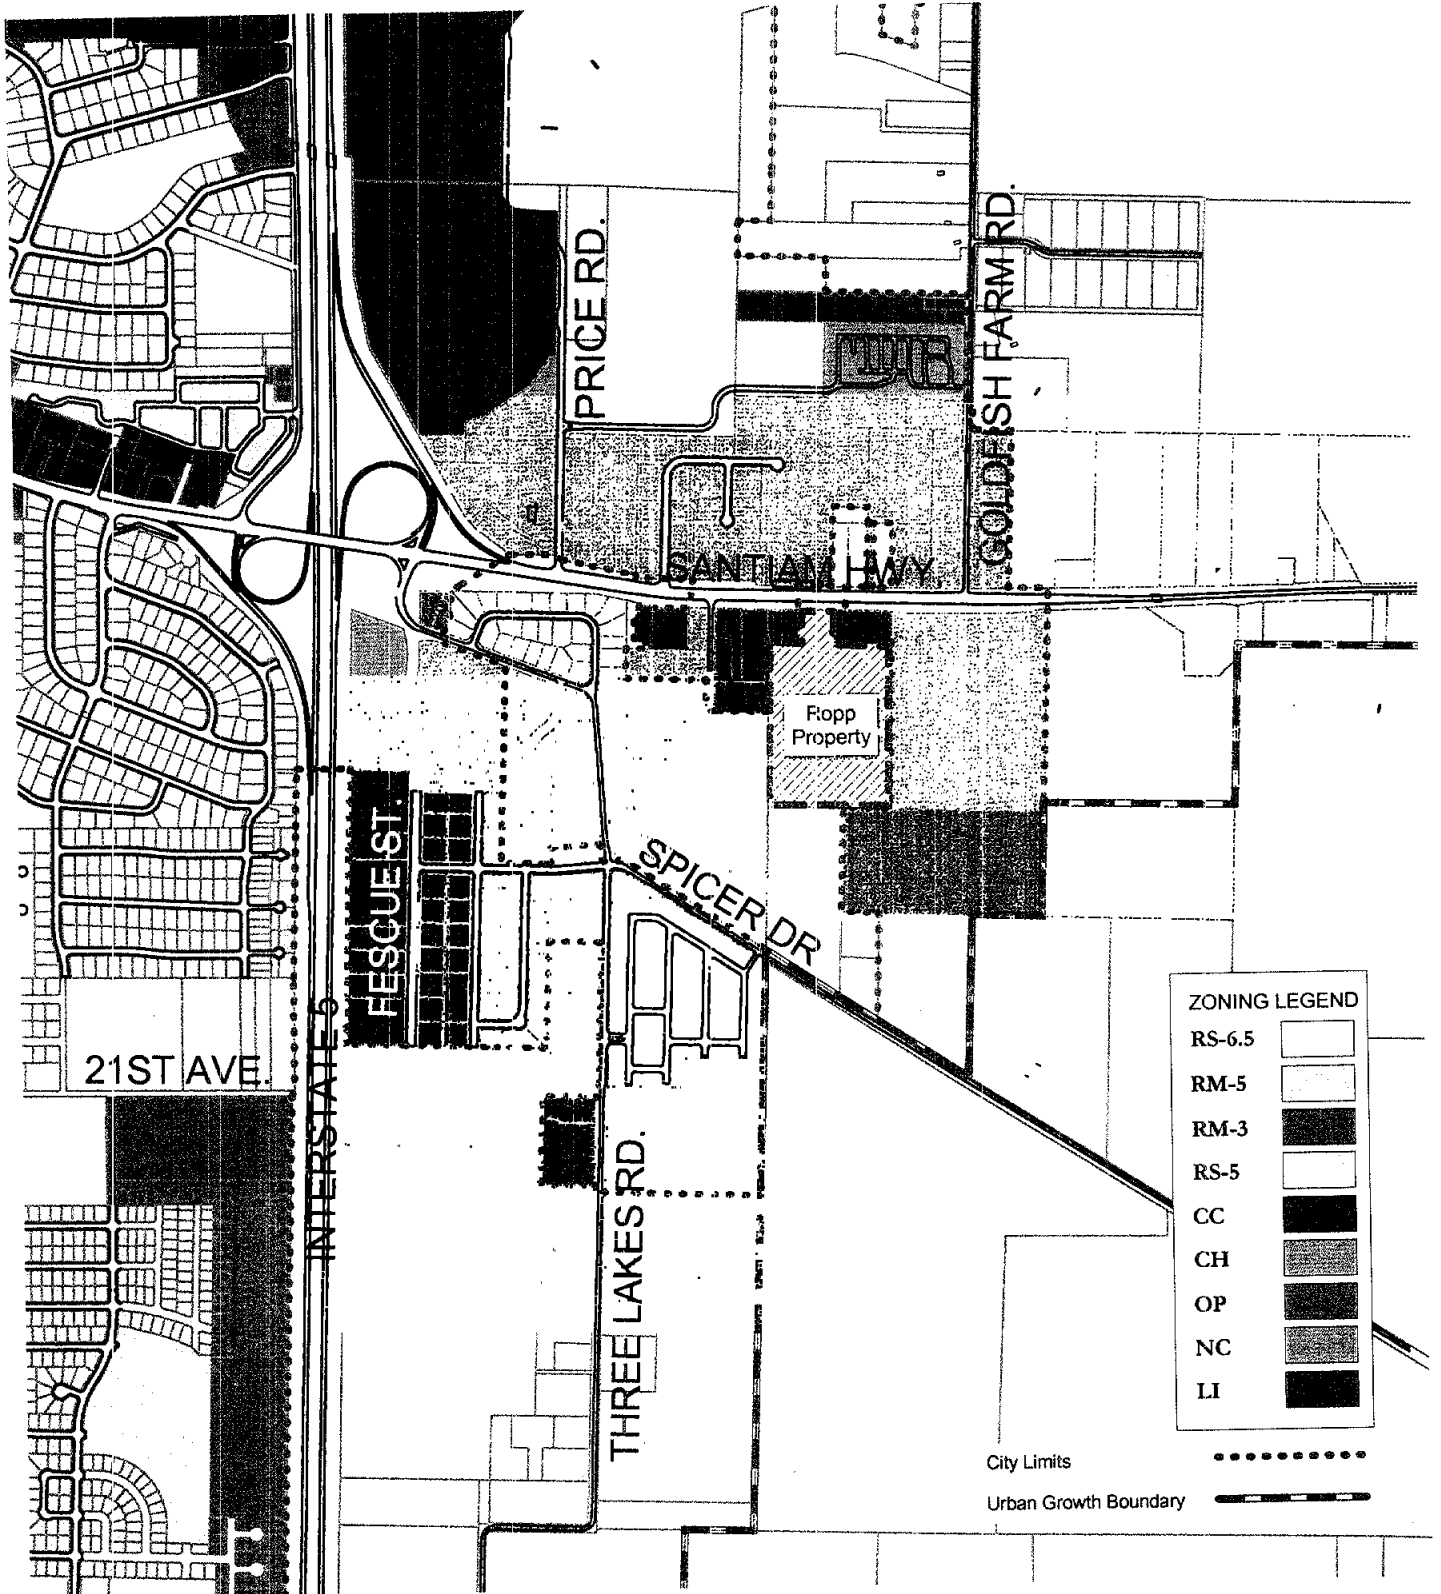 PRICE RD.
GOLDFISH FARM RD.
SANTIAM HWY
Ropp
Property
FESCUE ST.
SPICER DR
21ST AVE.
INTERSTATE 5
THREE LAKES RD.
ZONING LEGEND
RS-6.5
RM-5
RM-3
RS-5
CC
CH
OP
NC
LI
City Limits
Urban Growth Boundary